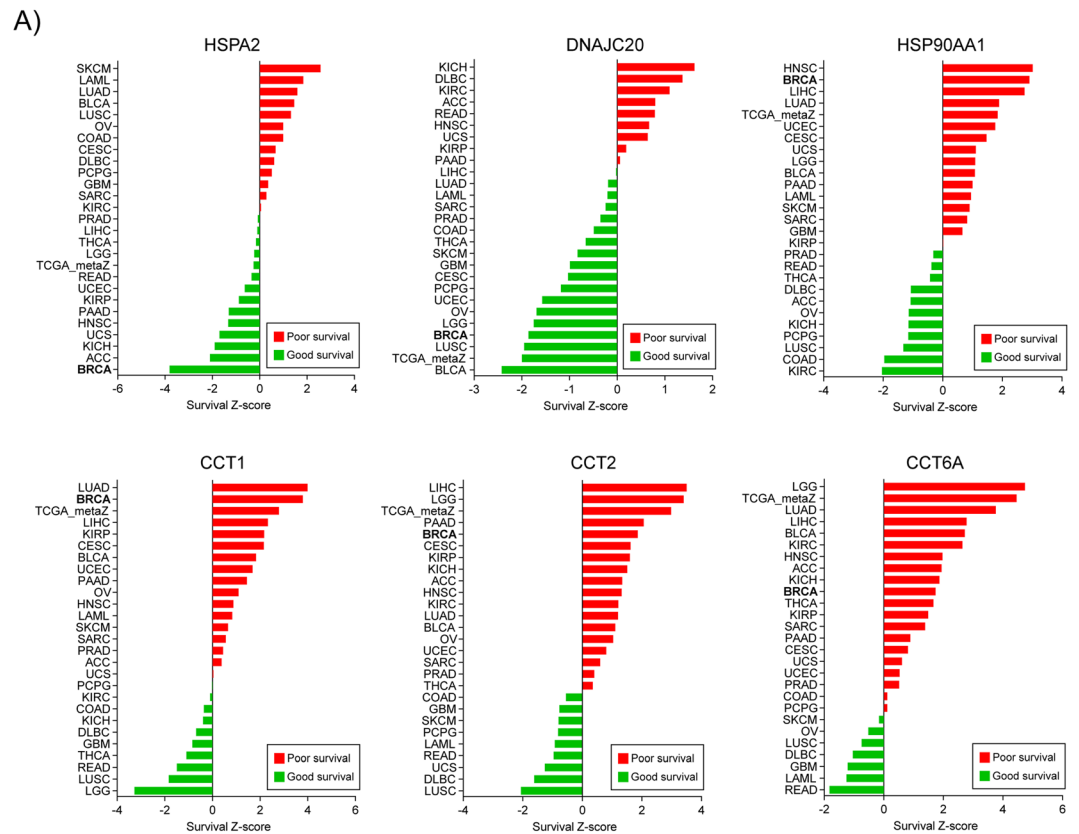 A)
HSPA2
SKCM
LAML
LUAD
BLCA
LUSC
OV
COAD
CESC
DLBC
PCPG
GBM
SARC
KIRC
PRAD
LIHC
THCA
LGG
TCGA_metaZ
READ
UCEC
KIRP
PAAD
HNSC
UCS
KICH
ACC
BRCA
Poor survival
Good survival
-6 -4 -2 0 2 4
Survival Z-score
DNAJC20
KICH
DLBC
KIRC
ACC
READ
HNSC
UCS
KIRP
PAAD
LIHC
LUAD
LAML
SARC
PRAD
COAD
THCA
SKCM
GBM
CESC
PCPG
UCEC
OV
LGG
BRCA
LUSC
TCGA_metaZ
BLCA
Poor survival
Good survival
-3 -2 -1 0 1 2
Survival Z-score
HSP90AA1
HNSC
BRCA
LIHC
LUAD
TCGA_metaZ
UCEC
CESC
UCS
LGG
BLCA
PAAD
LAML
SKCM
SARC
GBM
KIRP
PRAD
READ
THCA
DLBC
ACC
OV
KICH
PCPG
LUSC
COAD
KIRC
Poor survival
Good survival
-4 -2 0 2 4
Survival Z-score
CCT1
LUAD
BRCA
TCGA_metaZ
LIHC
KIRP
CESC
BLCA
UCEC
PAAD
OV
HNSC
LAML
SKCM
SARC
PRAD
ACC
UCS
PCPG
KIRC
COAD
KICH
DLBC
GBM
THCA
READ
LUSC
LGG
Poor survival
Good survival
-4 -2 0 2 4 6
Survival Z-score
CCT2
LIHC
LGG
TCGA_metaZ
PAAD
BRCA
CESC
KIRP
KICH
ACC
HNSC
KIRC
LUAD
BLCA
OV
UCEC
SARC
PRAD
THCA
COAD
GBM
SKCM
PCPG
LAML
READ
UCS
DLBC
LUSC
Poor survival
Good survival
-4 -2 0 2 4
Survival Z-score
CCT6A
LGG
TCGA_metaZ
LUAD
LIHC
BLCA
KIRC
HNSC
ACC
KICH
BRCA
THCA
KIRP
SARC
PAAD
CESC
UCS
UCEC
PRAD
COAD
PCPG
SKCM
OV
LUSC
DLBC
GBM
LAML
READ
Poor survival
Good survival
-2 0 2 4 6
Survival Z-score